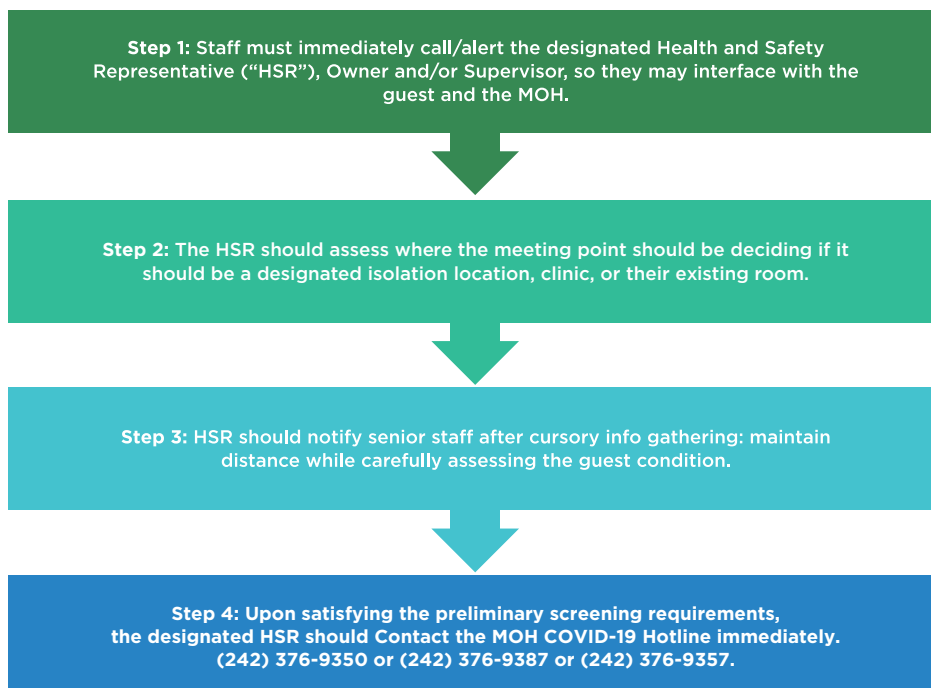 Step 1: Staff must immediately call/alert the designated Health and Safety
Representative (“HSR”), Owner and/or Supervisor, so they may interface with the
guest and the MOH.
Step 2: The HSR should assess where the meeting point should be deciding if it
should be a designated isolation location, clinic, or their existing room.
Step 3: HSR should notify senior staff after cursory info gathering: maintain
distance while carefully assessing the guest condition.
Step 4: Upon satisfying the preliminary screening requirements,
the designated HSR should Contact the MOH COVID-19 Hotline immediately.
(242) 376-9350 or (242) 376-9387 or (242) 376-9357.